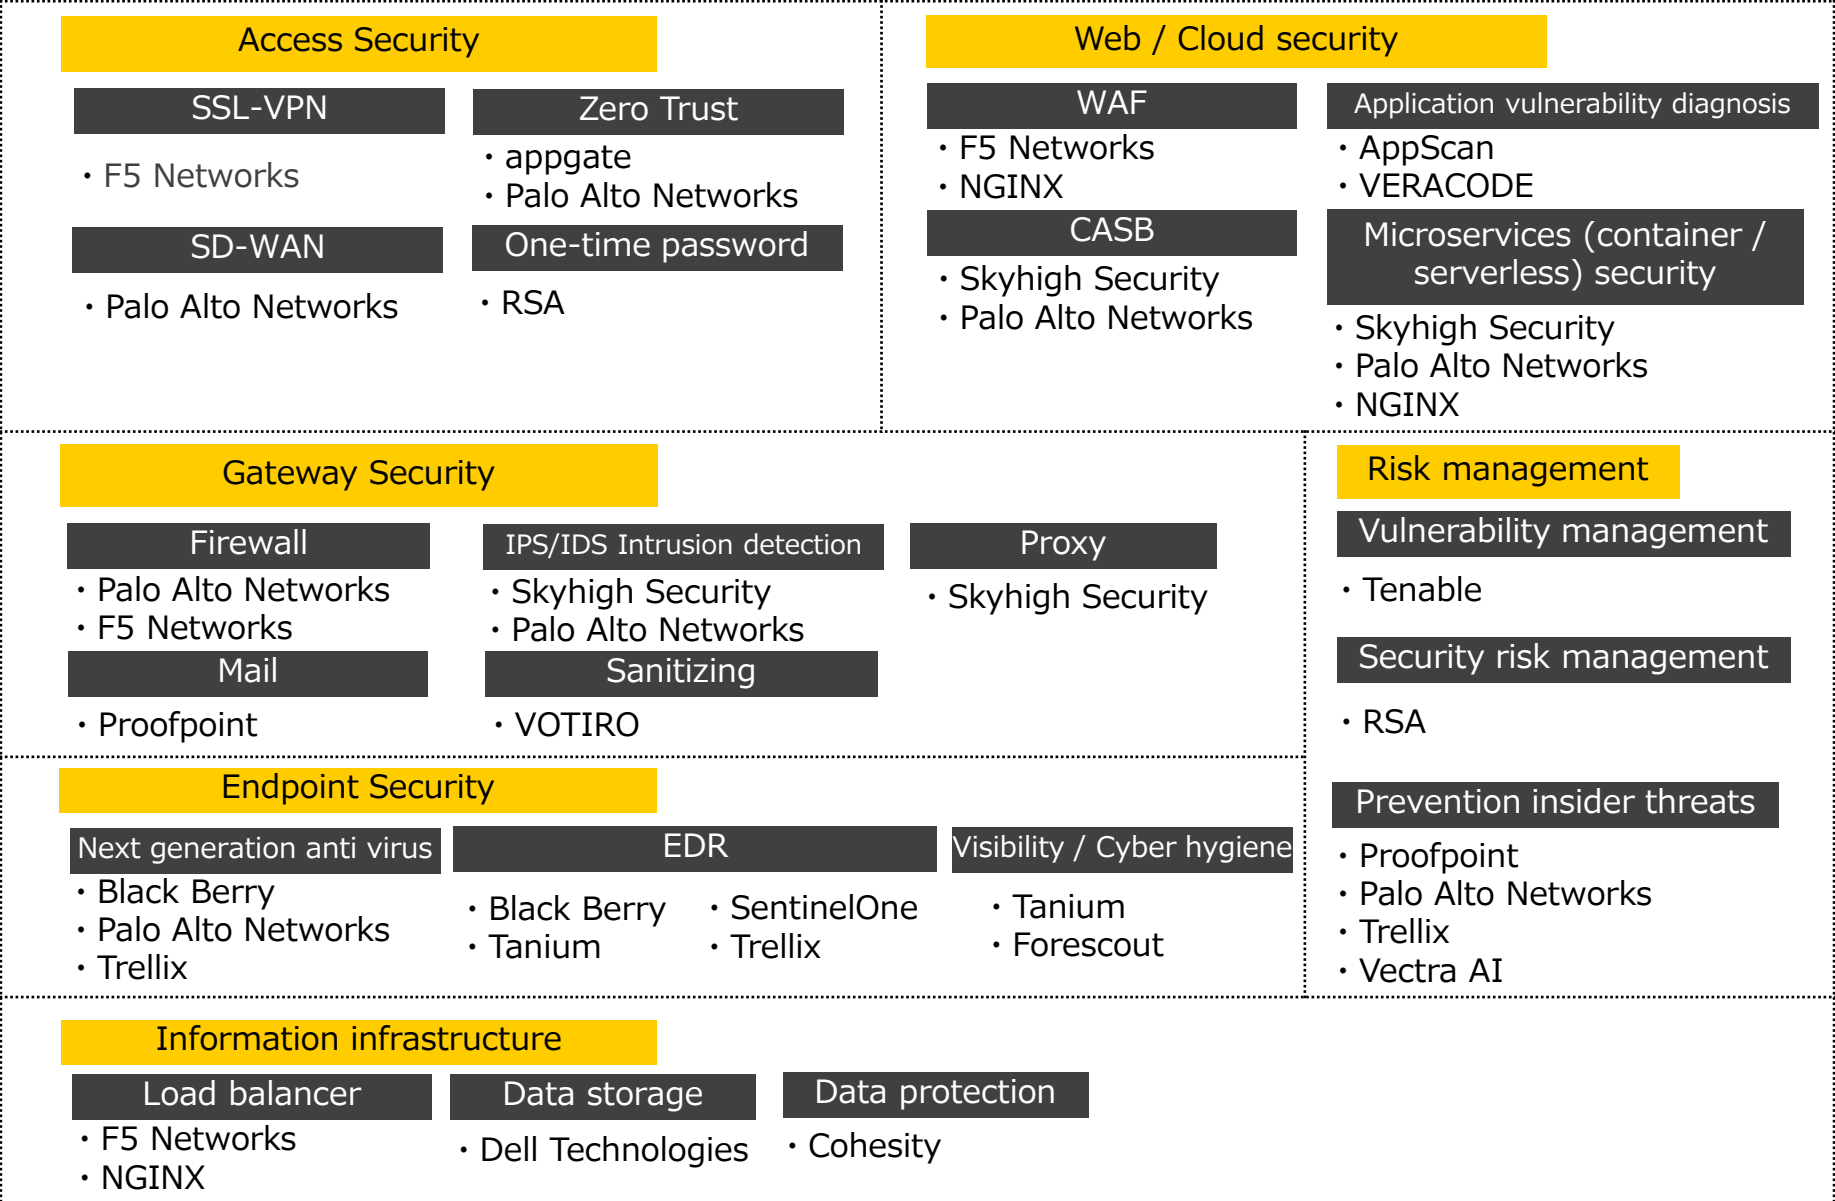 Access Security
SSL-VPN
・F5 Networks
Zero Trust
・appgate
・Palo Alto Networks
SD-WAN
・Palo Alto Networks
One-time password
・RSA
Web / Cloud security
WAF
・F5 Networks
・NGINX
Application vulnerability diagnosis
・AppScan
・VERACODE
CASB
・Skyhigh Security
・Palo Alto Networks
Microservices (container /
serverless) security
・Skyhigh Security
・Palo Alto Networks
・NGINX
Gateway Security
Firewall
・Palo Alto Networks
・F5 Networks
IPS/IDS Intrusion detection
・Skyhigh Security
・Palo Alto Networks
Proxy
・Skyhigh Security
Mail
・Proofpoint
Sanitizing
・VOTIRO
Risk management
Vulnerability management
・Tenable
Security risk management
・RSA
Prevention insider threats
・Proofpoint
・Palo Alto Networks
・Trellix
・Vectra AI
Endpoint Security
Next generation anti virus
・Black Berry
・Palo Alto Networks
・Trellix
EDR
・Black Berry
・Tanium
・SentinelOne
・Trellix
Visibility / Cyber hygiene
・Tanium
・Forescout
Information infrastructure
Load balancer
・F5 Networks
・NGINX
Data storage
・Dell Technologies
Data protection
・Cohesity